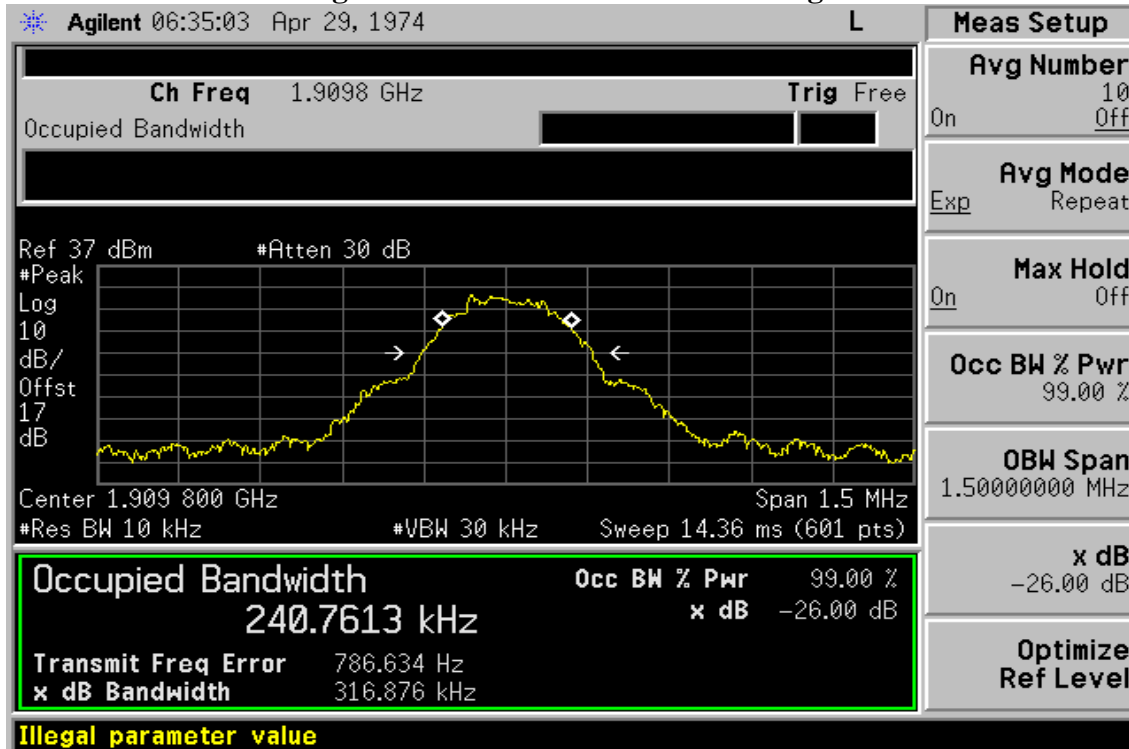 Agilent 06:35:03 Apr 29, 1974 L
Ch Freq 1.9098 GHz Trig Free
Occupied Bandwidth
Ref 37 dBm #Atten 30 dB
#Peak
Log
10
dB/
Offst
17
dB
Center 1.909 800 GHz Span 1.5 MHz
#Res BW 10 kHz #VBW 30 kHz Sweep 14.36 ms (601 pts)
Occupied Bandwidth Occ BW % Pwr 99.00 %
240.7613 kHz x dB -26.00 dB
Transmit Freq Error 786.634 Hz
x dB Bandwidth 316.876 kHz
Illegal parameter value
Meas Setup
Avg Number
10
On Off
Avg Mode
Exp Repeat
Max Hold
On Off
Occ BW % Pwr
99.00 %
OBW Span
1.50000000 MHz
x dB
-26.00 dB
Optimize
Ref Level